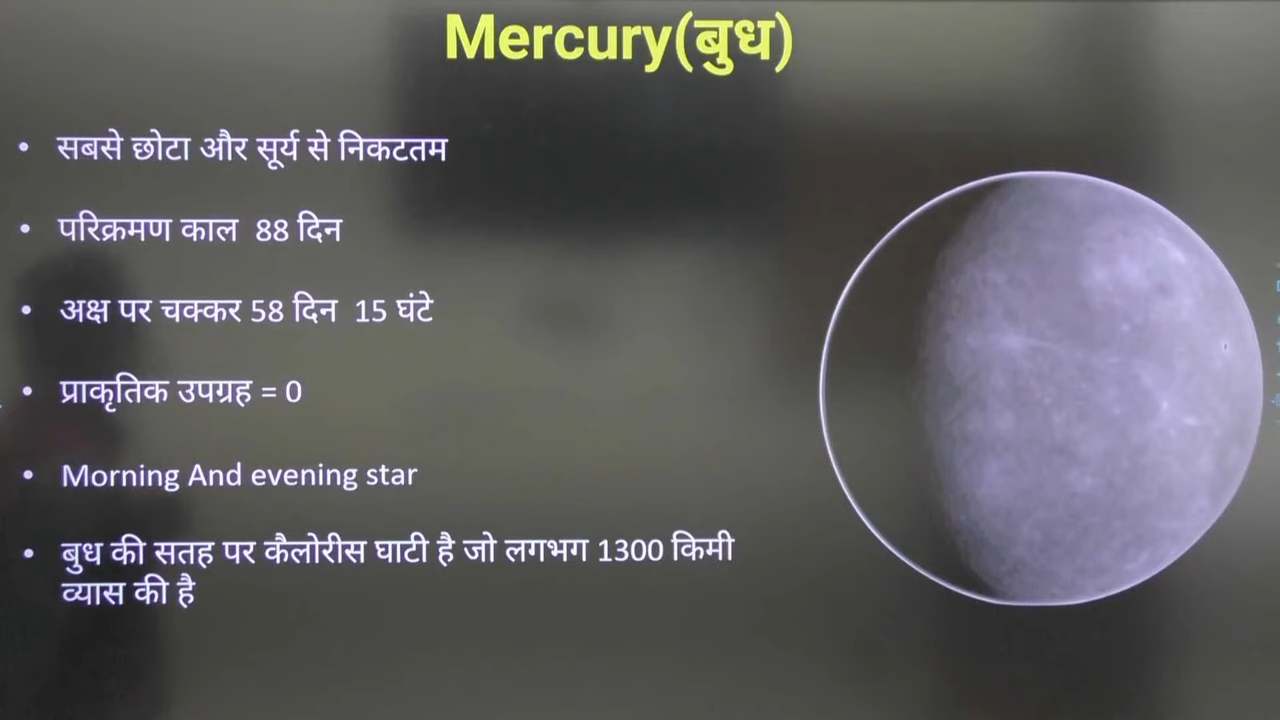 Mercury(बुध)
• सबसे छोटा और सूर्य से निकटतम
• परिक्रमण काल 88 दिन
• अक्ष पर चक्कर 58 दिन 15 घंटे
• प्राकृतिक उपग्रह = 0
• Morning And evening star
• बुध की सतह पर कैलोरीस घाटी है जो लगभग 1300 किमी
व्यास की है